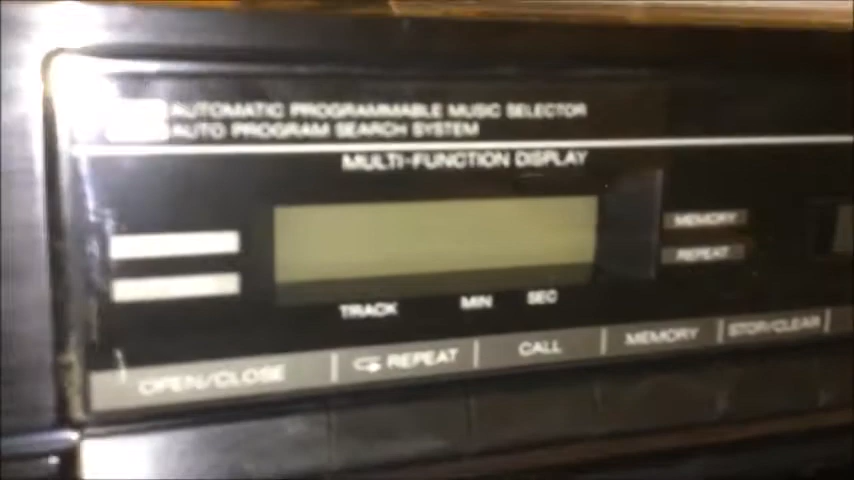 AUTOMATIC PROGRAMMABLE MUSIC SELECTOR
AUTO PROGRAM SEARCH SYSTEM
MULTI-FUNCTION DISPLAY
MEMORY
REPEAT
TRACK MIN SEC
OPEN/CLOSE REPEAT CALL MEMORY STOP/CLEAR